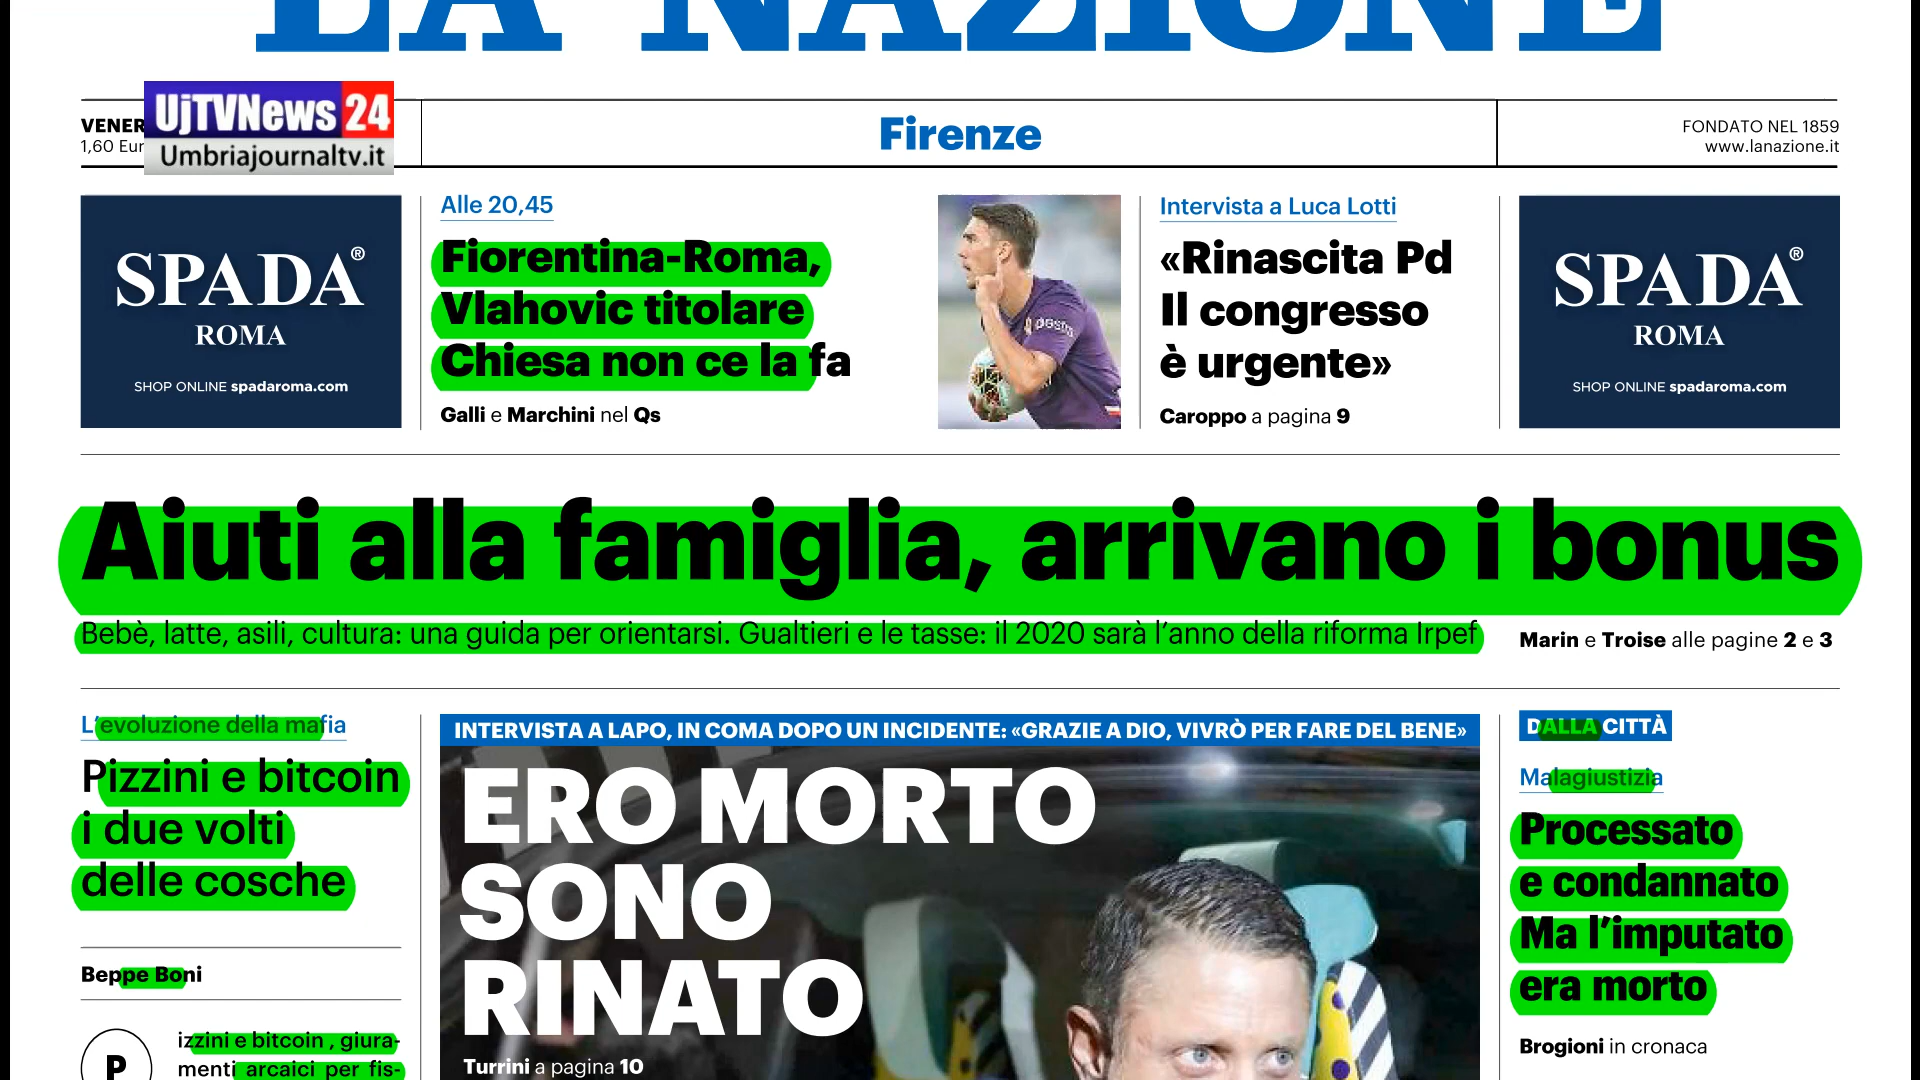 LA NAZIONE
UjTVNews 24
Umbriajournaltv.it
Firenze
FONDATO NEL 1859
www.lanazione.it
SPADA®
ROMA
SHOP ONLINE spadaroma.com
Alle 20,45
Fiorentina-Roma,
Vlahovic titolare
Chiesa non ce la fa
Galli e Marchini nel Qs
Intervista a Luca Lotti
«Rinascita Pd
Il congresso
è urgente»
Caroppo a pagina 9
SPADA®
ROMA
SHOP ONLINE spadaroma.com
Aiuti alla famiglia, arrivano i bonus
Bebè, latte, asili, cultura: una guida per orientarsi. Gualtieri e le tasse: il 2020 sarà l'anno della riforma Irpef
Marin e Troise alle pagine 2 e 3
L'evoluzione della mafia
Pizzini e bitcoin
i due volti
delle cosche
Beppe Boni
P
izzini e bitcoin , giura-
menti arcaici per fis-
INTERVISTA A LAPO, IN COMA DOPO UN INCIDENTE: «GRAZIE A DIO, VIVRÒ PER FARE DEL BENE»
ERO MORTO
SONO
RINATO
Turrini a pagina 10
DALLA CITTÀ
Malagiustizia
Processato
e condannato
Ma l'imputato
era morto
Brogioni in cronaca